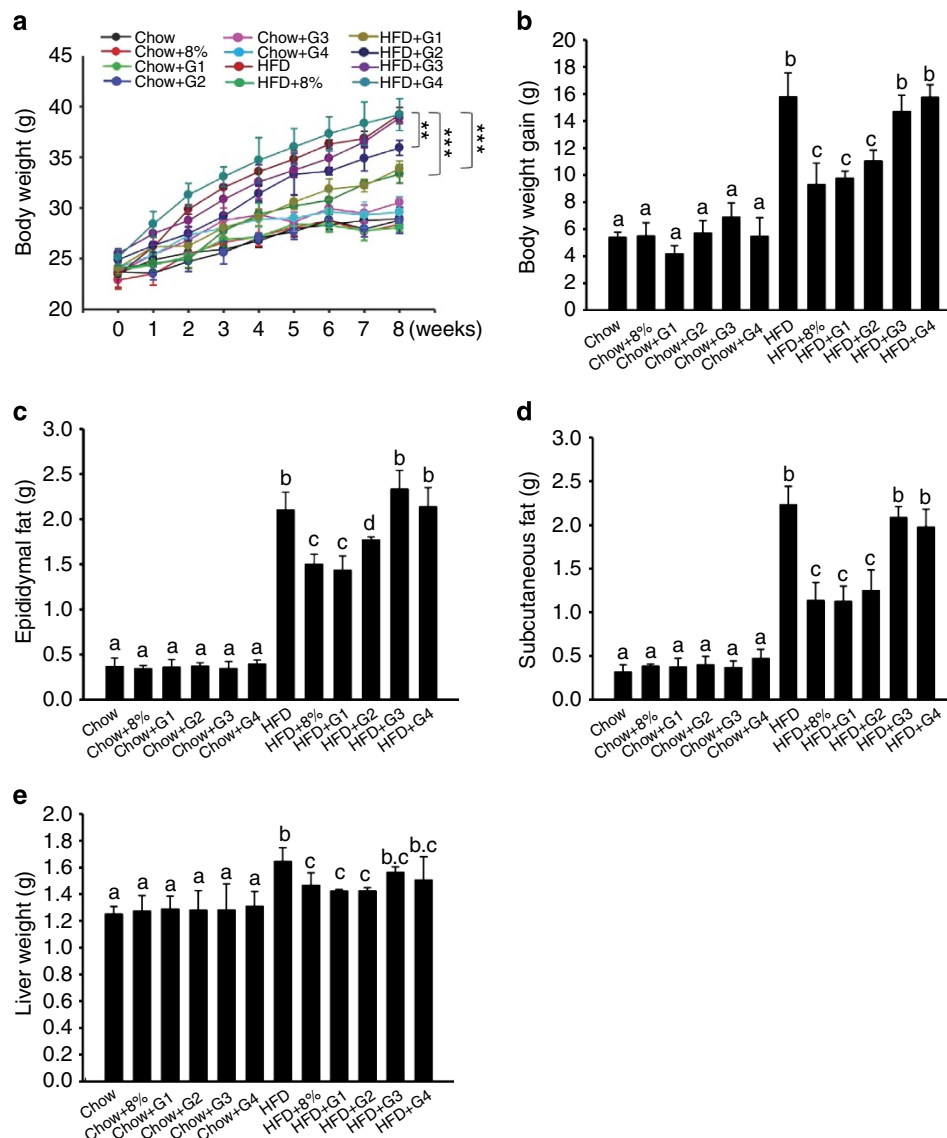 a
Chow
Chow+8%
Chow+G1
Chow+G2
Chow+G3
Chow+G4
HFD
HFD+8%
HFD+G1
HFD+G2
HFD+G3
HFD+G4
Body weight (g)
45
40
35
30
25
20
** *** ***
0 1 2 3 4 5 6 7 8 (weeks)
b
Body weight gain (g)
20
18
16
14
12
10
8
6
4
2
0
a a a a a a b c c c b b
Chow Chow+8% Chow+G1 Chow+G2 Chow+G3 Chow+G4 HFD HFD+8% HFD+G1 HFD+G2 HFD+G3 HFD+G4
c
Epididymal fat (g)
3.0
2.5
2.0
1.5
1.0
0.5
0.0
a a a a a a b c c d b b
Chow Chow+8% Chow+G1 Chow+G2 Chow+G3 Chow+G4 HFD HFD+8% HFD+G1 HFD+G2 HFD+G3 HFD+G4
d
Subcutaneous fat (g)
3.0
2.5
2.0
1.5
1.0
0.5
0.0
a a a a a a b c c c b b
Chow Chow+8% Chow+G1 Chow+G2 Chow+G3 Chow+G4 HFD HFD+8% HFD+G1 HFD+G2 HFD+G3 HFD+G4
e
Liver weight (g)
2.0
1.8
1.6
1.4
1.2
1.0
0.8
0.6
0.4
0.2
0.0
a a a a a a b c c c b.c b.c
Chow Chow+8% Chow+G1 Chow+G2 Chow+G3 Chow+G4 HFD HFD+8% HFD+G1 HFD+G2 HFD+G3 HFD+G4